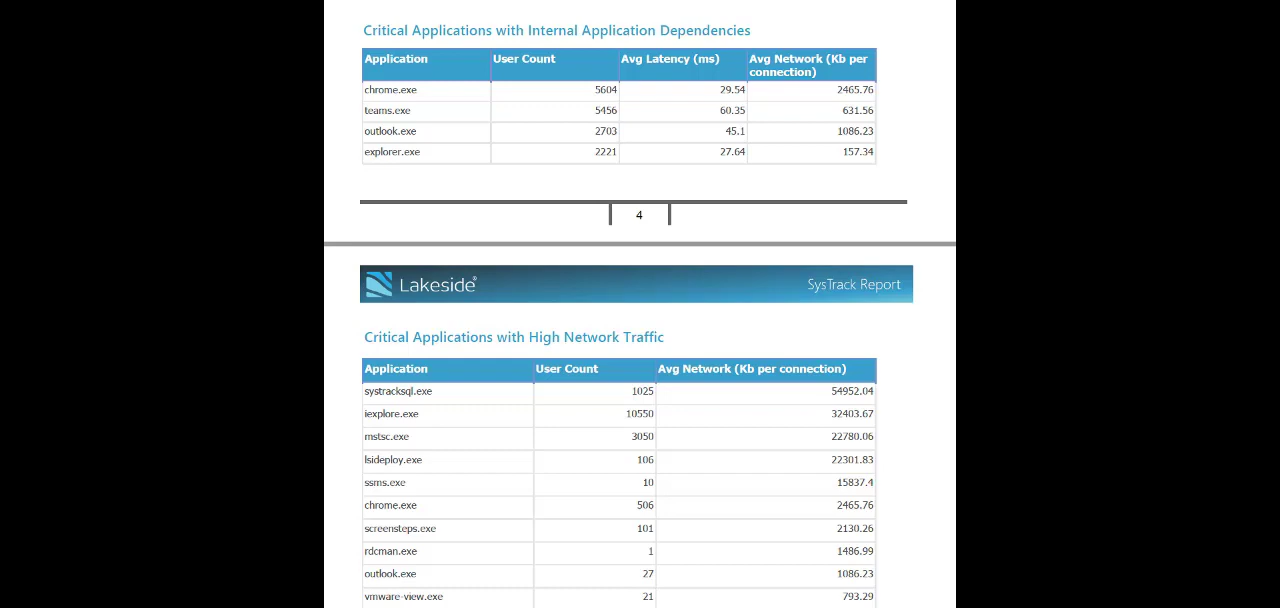 Critical Applications with Internal Application Dependencies
Application User Count Avg Latency (ms) Avg Network (Kb per connection)
chrome.exe 5604 29.54 2465.76
teams.exe 5456 60.35 631.56
outlook.exe 2703 45.1 1086.23
explorer.exe 2221 27.64 157.34
4
Lakeside® SysTrack Report
Critical Applications with High Network Traffic
Application User Count Avg Network (Kb per connection)
systracksql.exe 1025 54952.04
iexplore.exe 10550 32403.67
mstsc.exe 3050 22780.06
lsideploy.exe 106 22301.83
ssms.exe 10 15837.4
chrome.exe 506 2465.76
screensteps.exe 101 2130.26
rdcman.exe 1 1486.99
outlook.exe 27 1086.23
vmware-view.exe 21 793.29